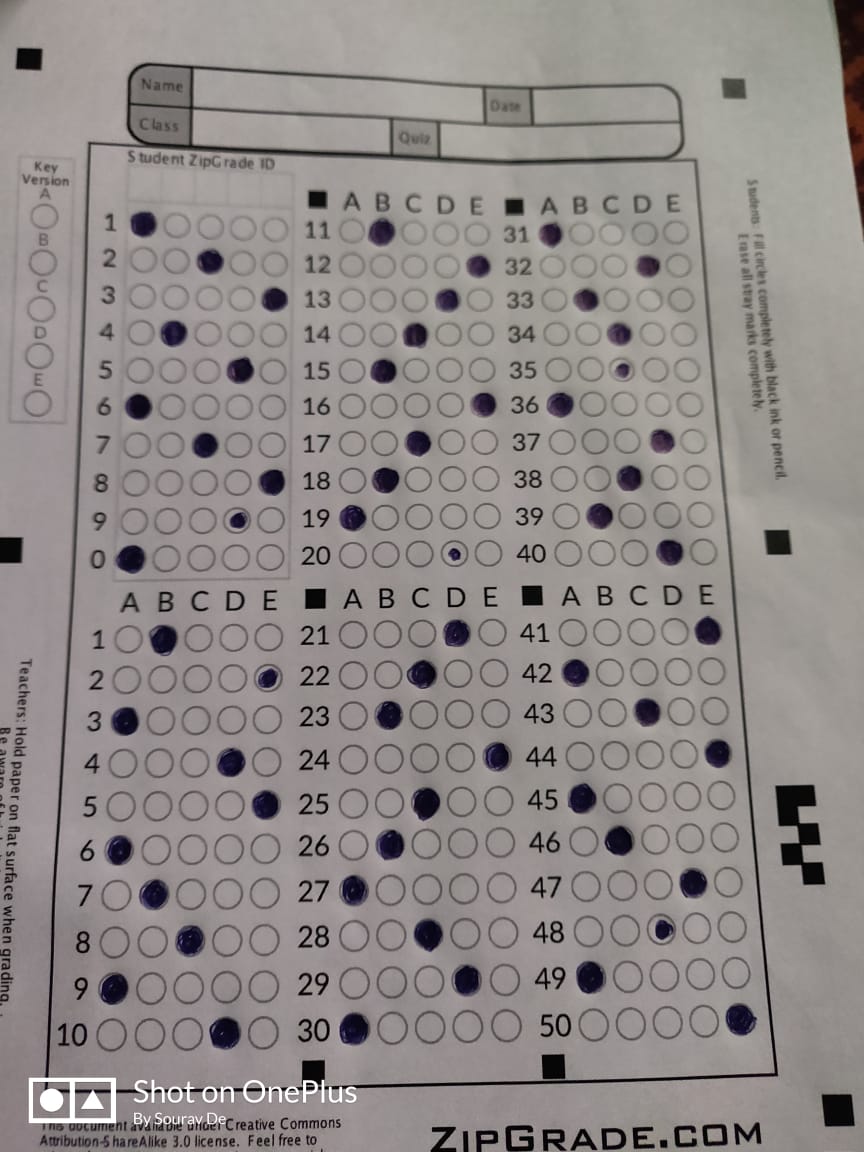 Name
Date
Class
Quiz
Student ZipGrade ID
Key
Version
A
B
C
D
E
A B C D E
A B C D E
1 11 31
2 12 32
3 13 33
4 14 34
5 15 35
6 16 36
7 17 37
8 18 38
9 19 39
0 20 40
A B C D E
A B C D E
A B C D E
1 21 41
2 22 42
3 23 43
4 24 44
5 25 45
6 26 46
7 27 47
8 28 48
9 29 49
10 30 50
Students: Fill circles completely with black ink or pencil.
Erase all stray marks completely.
Teachers: Hold paper on flat surface when grading.
Be aware of
Shot on OnePlus
By Sourav De
This document available under Creative Commons
Attribution-ShareAlike 3.0 license. Feel free to
ZIPGRADE.COM